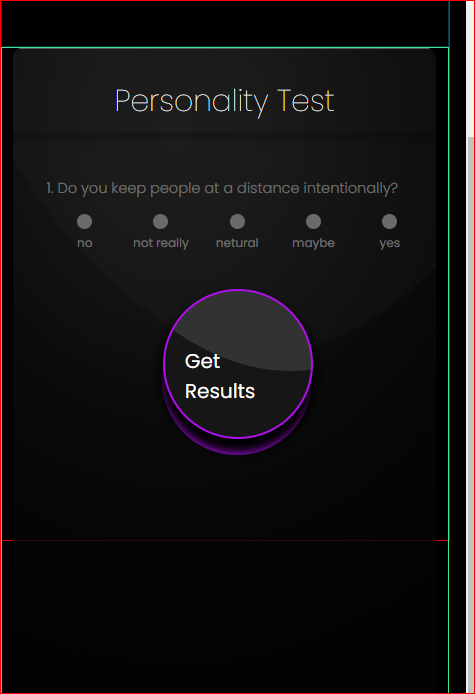 Personality Test
1. Do you keep people at a distance intentionally?
no not really netural maybe yes
Get
Results